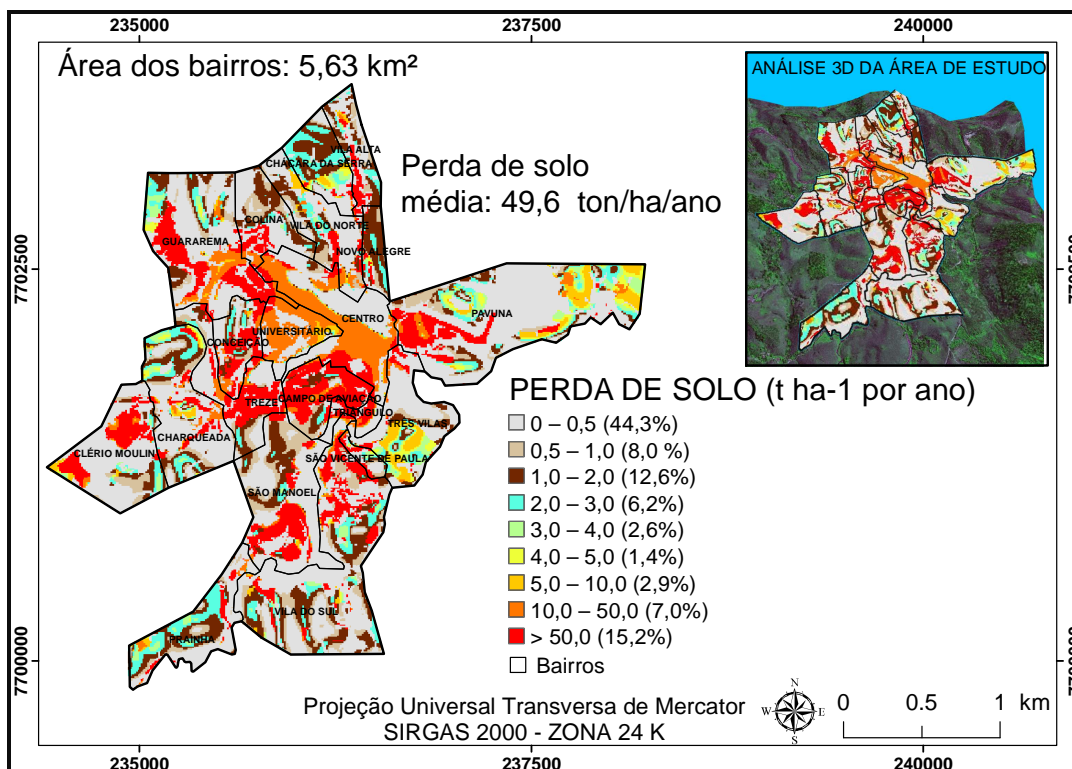 235000
237500
240000
Área dos bairros: 5,63 km²
ANÁLISE 3D DA ÁREA DE ESTUDO
Perda de solo
média: 49,6 ton/ha/ano
VILA ALTA
CHÁCARA DA SERRA
COLINA
VILA DO NORTE
GUARAREMA
NOVO ALEGRE
7702500
7702500
PAVUNA
CENTRO
UNIVERSITÁRIO
CONCEIÇÃO
TREZE
CAMPO DE AVIAÇÃO
TRIÂNGULO
TRÊS VILAS
CHARQUEADA
CLÉRIO MOULIN
SÃO VICENTE DE PAULA
SÃO MANOEL
VILA DO SUL
PRAINHA
PERDA DE SOLO (t ha-1 por ano)
0 – 0,5 (44,3%)
0,5 – 1,0 (8,0 %)
1,0 – 2,0 (12,6%)
2,0 – 3,0 (6,2%)
3,0 – 4,0 (2,6%)
4,0 – 5,0 (1,4%)
5,0 – 10,0 (2,9%)
10,0 – 50,0 (7,0%)
> 50,0 (15,2%)
Bairros
7700000
7700000
Projeção Universal Transversa de Mercator
SIRGAS 2000 - ZONA 24 K
N
W
E
S
0 0.5 1 km
235000
237500
240000